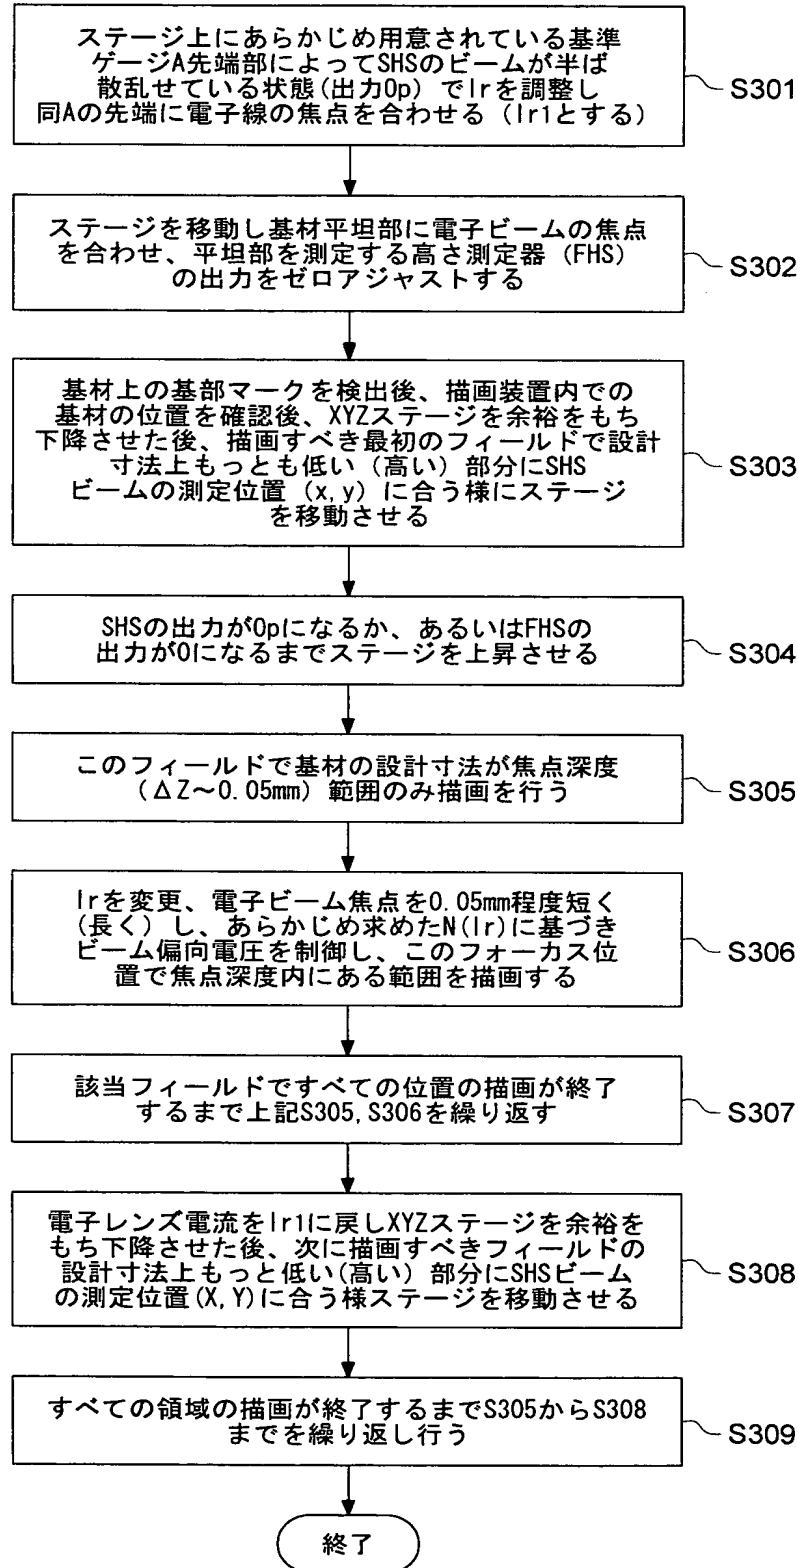 ステージ上にあらかじめ用意されている基準
ゲージA先端部によってSHSのビームが半ば
散乱せている状態(出力Op)でIrを調整し
同Aの先端に電子線の焦点を合わせる(Ir1とする)
S301
ステージを移動し基材平坦部に電子ビームの焦点
を合わせ、平坦部を測定する高さ測定器(FHS)
の出力をゼロアジャストする
S302
基材上の基部マークを検出後、描画装置内での
基材の位置を確認後、XYZステージを余裕をもち
下降させた後、描画すべき最初のフィールドで設計
寸法上もっとも低い(高い)部分にSHS
ビームの測定位置(x,y)に合う様にステージ
を移動させる
S303
SHSの出力がOpになるか、あるいはFHSの
出力が0になるまでステージを上昇させる
S304
このフィールドで基材の設計寸法が焦点深度
(ΔZ～0.05mm)範囲のみ描画を行う
S305
Irを変更、電子ビーム焦点を0.05mm程度短く
(長く)し、あらかじめ求めたN(Ir)に基づき
ビーム偏向電圧を制御し、このフォーカス位
置で焦点深度内にある範囲を描画する
S306
該当フィールドですべての位置の描画が終了
するまで上記S305,S306を繰り返す
S307
電子レンズ電流をIr1に戻しXYZステージを余裕を
もち下降させた後、次に描画すべきフィールドの
設計寸法上もっと低い(高い)部分にSHSビーム
の測定位置(X,Y)に合う様ステージを移動させる
S308
すべての領域の描画が終了するまでS305からS308
までを繰り返し行う
S309
終了